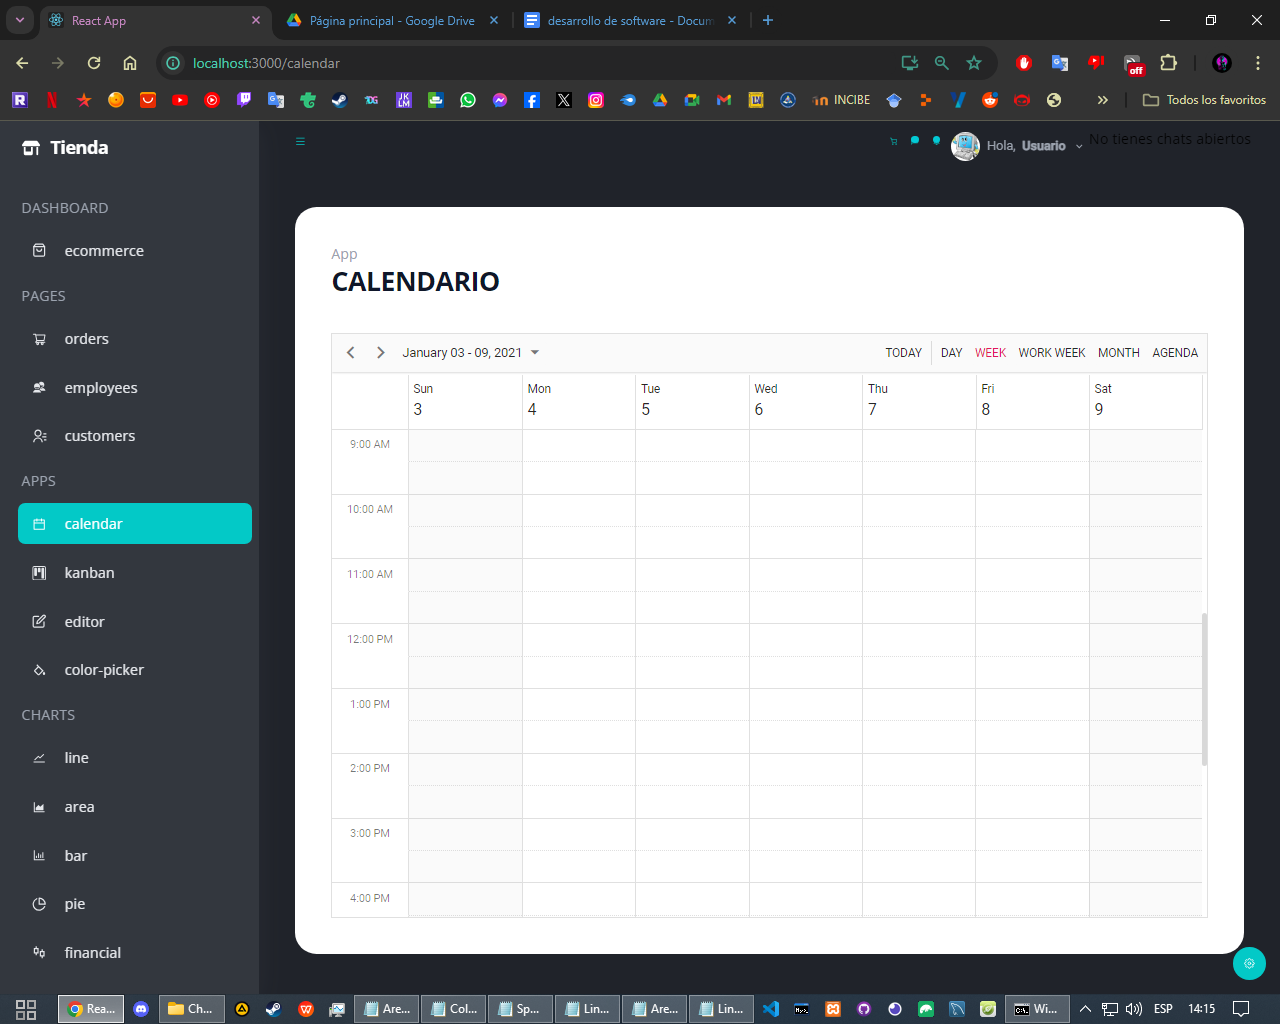 React App
Página principal - Google Drive
desarrollo de software - Docum
localhost:3000/calendar
off
INCIBE
Todos los favoritos
Tienda
Hola, Usuario
No tienes chats abiertos
DASHBOARD
ecommerce
PAGES
orders
employees
customers
APPS
calendar
kanban
editor
color-picker
CHARTS
line
area
bar
pie
financial
App
CALENDARIO
January 03 - 09, 2021
TODAY DAY WEEK WORK WEEK MONTH AGENDA
Sun Mon Tue Wed Thu Fri Sat
3 4 5 6 7 8 9
9:00 AM
10:00 AM
11:00 AM
12:00 PM
1:00 PM
2:00 PM
3:00 PM
4:00 PM
Rea... Ch... Are... Col... Sp... Lin... Are... Lin... Wi... ESP 14:15